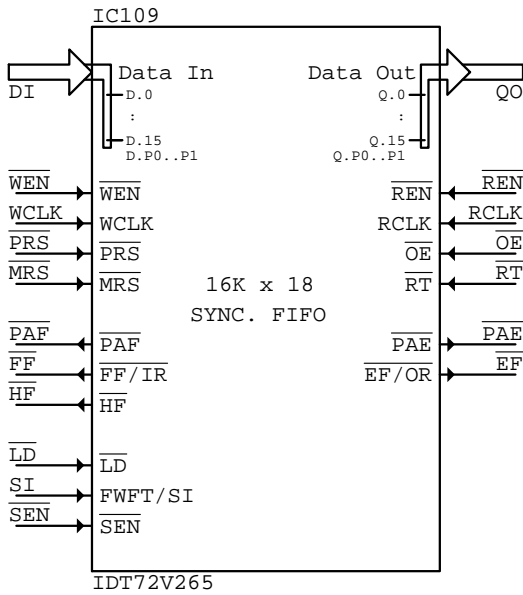 IC109
Data In Data Out
DI D.0 Q.0 QO
: :
D.15 Q.15
D.P0..P1 Q.P0..P1
WEN WEN REN REN
WCLK WCLK RCLK RCLK
PRS PRS OE OE
MRS MRS 16K x 18 RT RT
SYNC. FIFO
PAF PAF PAE PAE
FF FF/IR EF/OR EF
HF HF
LD LD
SI FWFT/SI
SEN SEN
IDT72V265